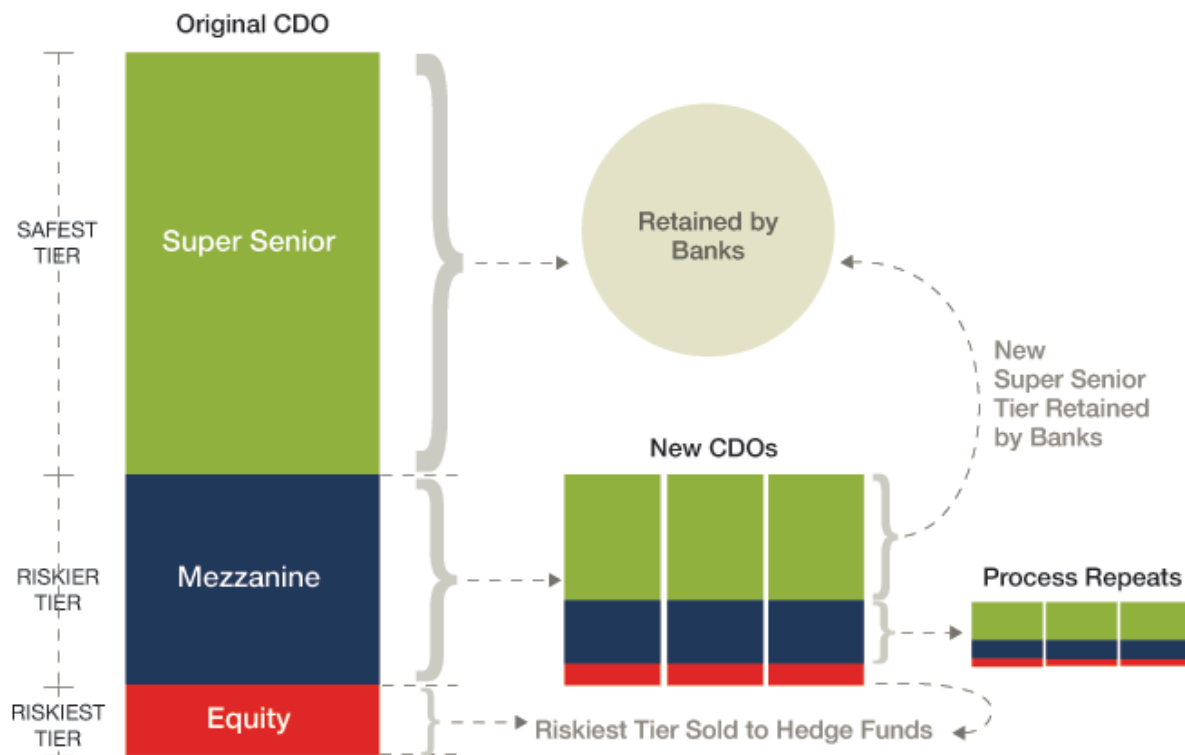 Original CDO
SAFEST
TIER
Super Senior
Retained by
Banks
New
Super Senior
Tier Retained
by Banks
New CDOs
RISKIER
TIER
Mezzanine
Process Repeats
RISKIEST
TIER
Equity
Riskiest Tier Sold to Hedge Funds